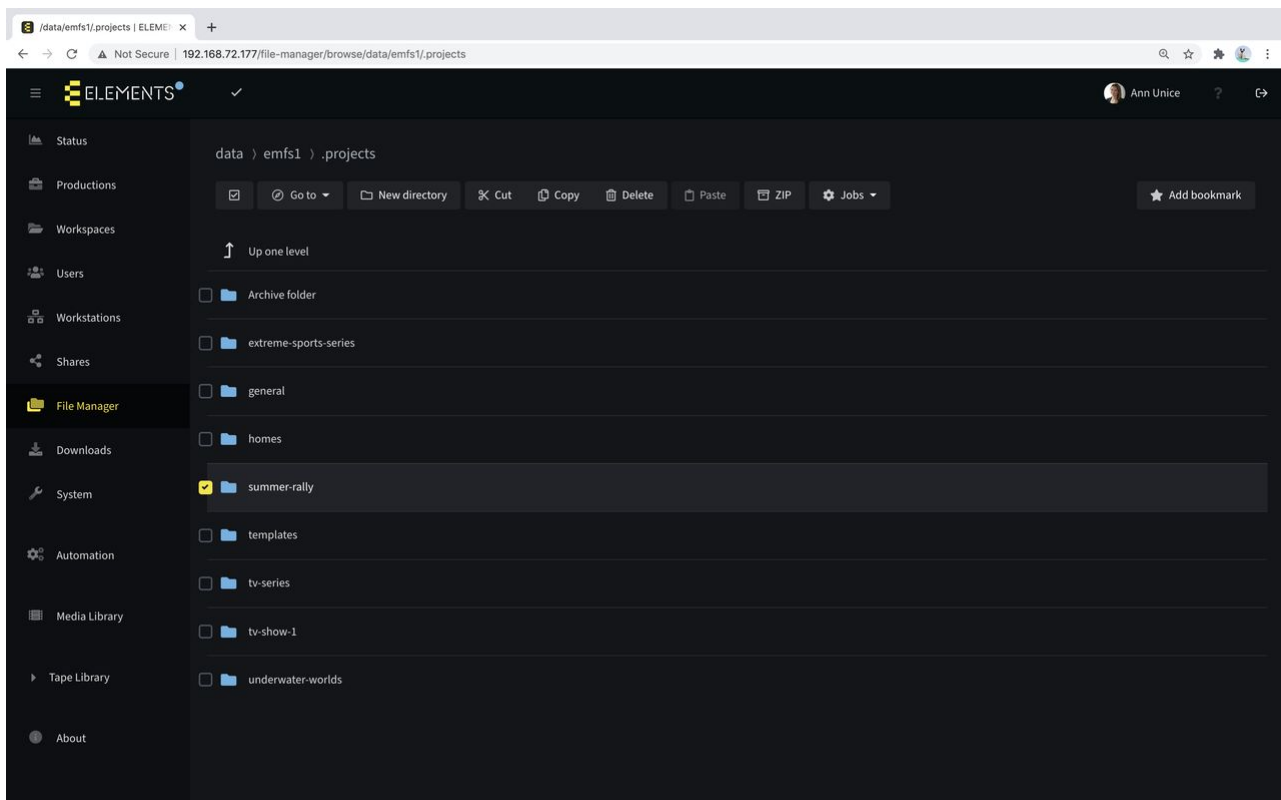 /data/emfs1/.projects | ELEME
Not Secure | 192.168.72.177/file-manager/browse/data/emfs1/.projects
ELEMENTS
Ann Unice ?
Status
Productions
Workspaces
Users
Workstations
Shares
File Manager
Downloads
System
Automation
Media Library
Tape Library
About
data 〉 emfs1 〉 .projects
Go to New directory Cut Copy Delete Paste ZIP Jobs Add bookmark
Up one level
Archive folder
extreme-sports-series
general
homes
summer-rally
templates
tv-series
tv-show-1
underwater-worlds